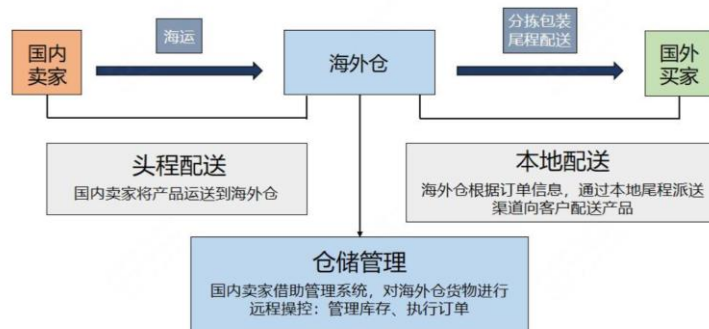 国内
卖家
海运
海外仓
分拣包装
尾程配送
国外
买家
头程配送
国内卖家将产品运送到海外仓
本地配送
海外仓根据订单信息，通过本地尾程派送
渠道向客户配送产品
仓储管理
国内卖家借助管理系统，对海外仓货物进行
远程操控：管理库存、执行订单